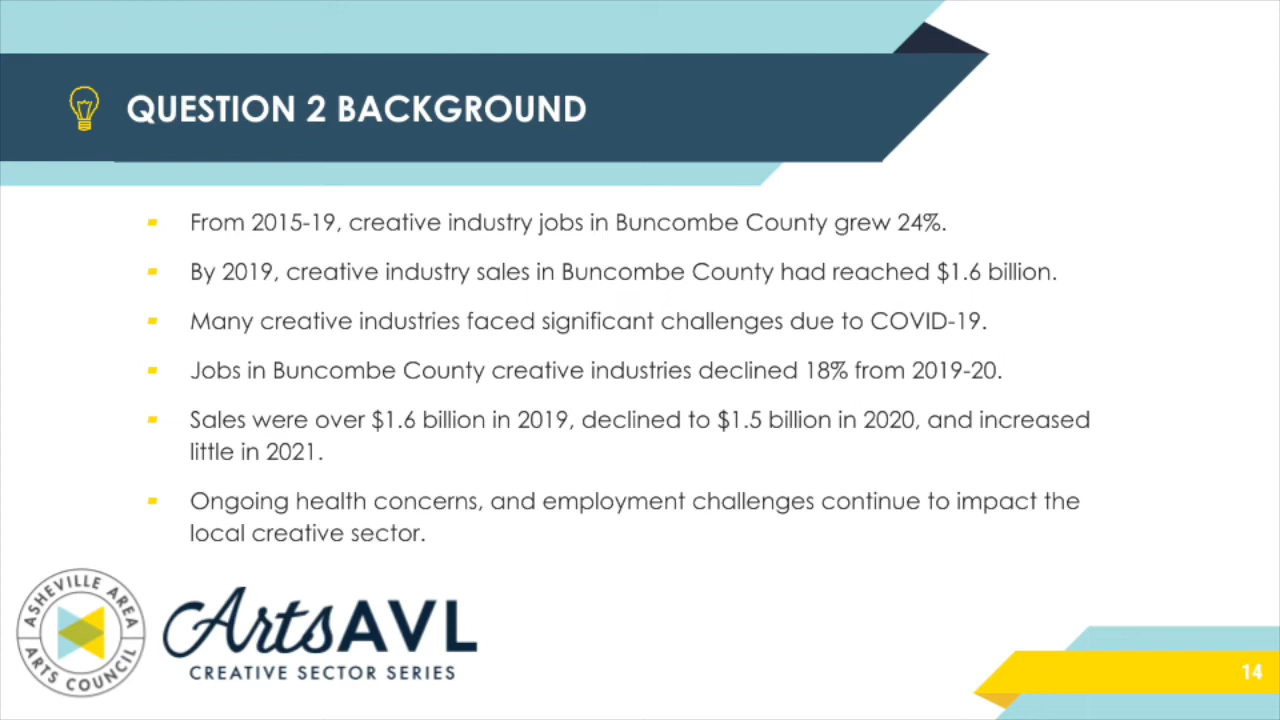 QUESTION 2 BACKGROUND
From 2015-19, creative industry jobs in Buncombe County grew 24%.
By 2019, creative industry sales in Buncombe County had reached $1.6 billion.
Many creative industries faced significant challenges due to COVID-19.
Jobs in Buncombe County creative industries declined 18% from 2019-20.
Sales were over $1.6 billion in 2019, declined to $1.5 billion in 2020, and increased
little in 2021.
Ongoing health concerns, and employment challenges continue to impact the
local creative sector.
ASHEVILLE AREA
ARTS COUNCIL
ArtsAVL
CREATIVE SECTOR SERIES
14